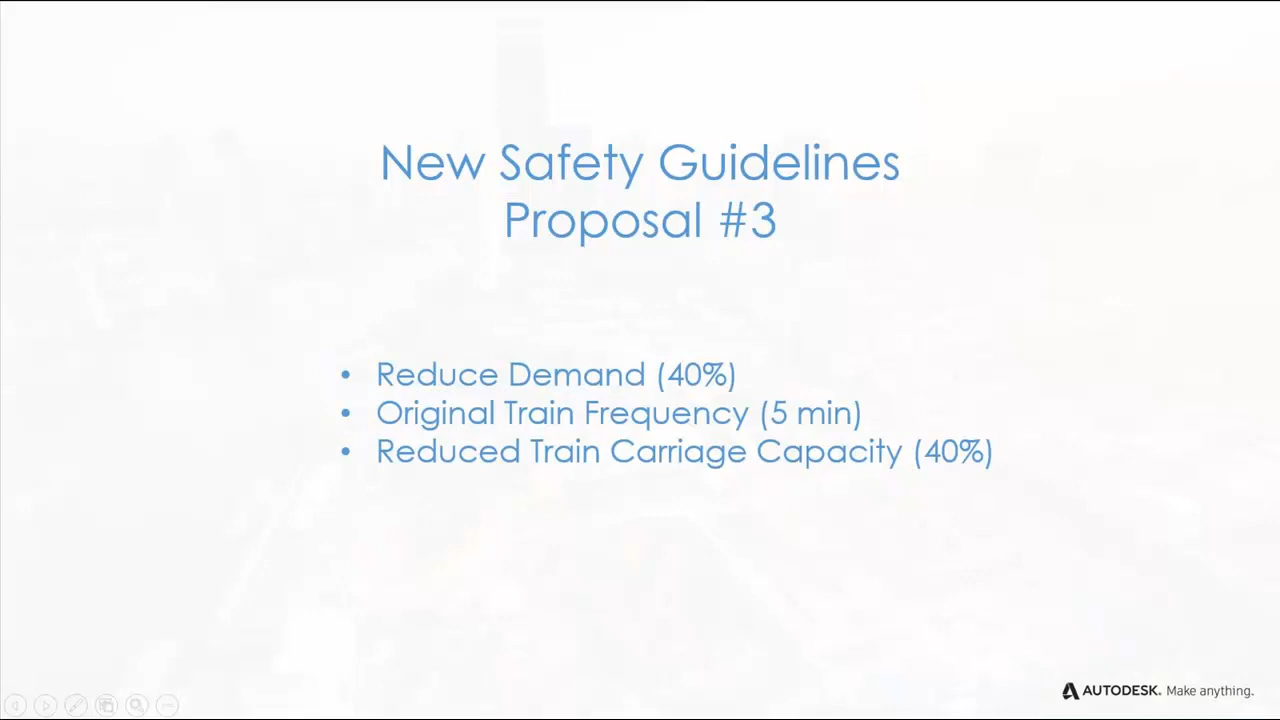 New Safety Guidelines
Proposal #3
• Reduce Demand (40%)
• Original Train Frequency (5 min)
• Reduced Train Carriage Capacity (40%)
AUTODESK. Make anything.